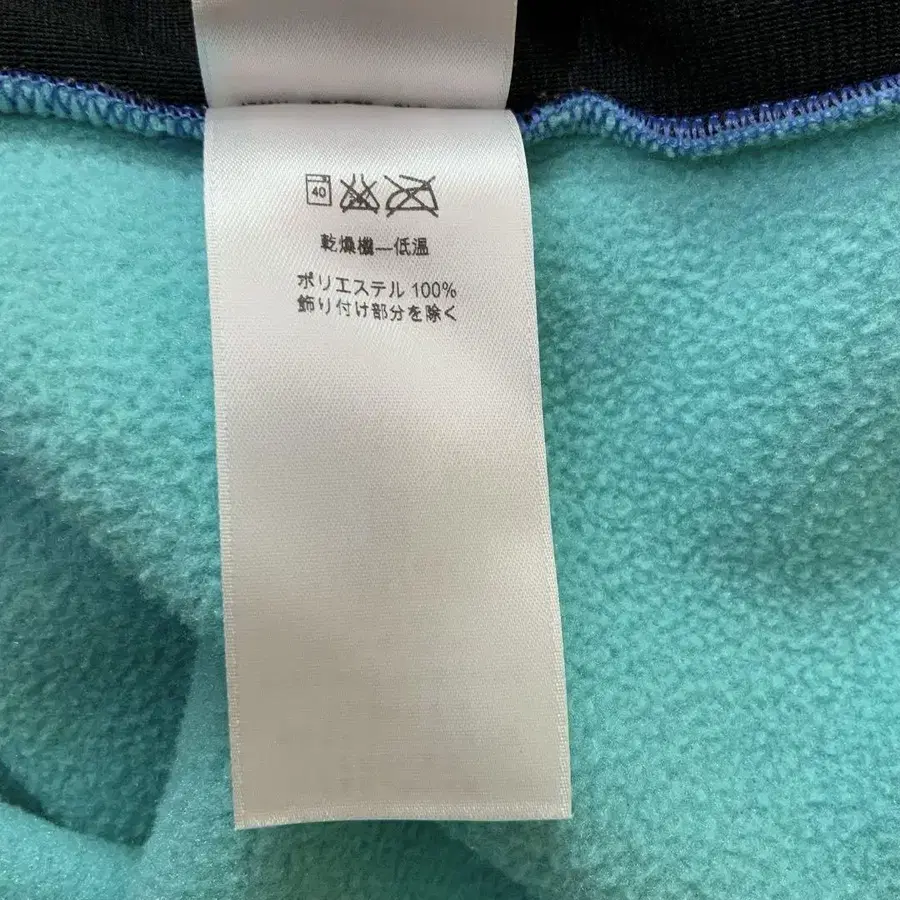 40
乾燥機—低温
ポリエステル 100%
飾り付け部分を除く